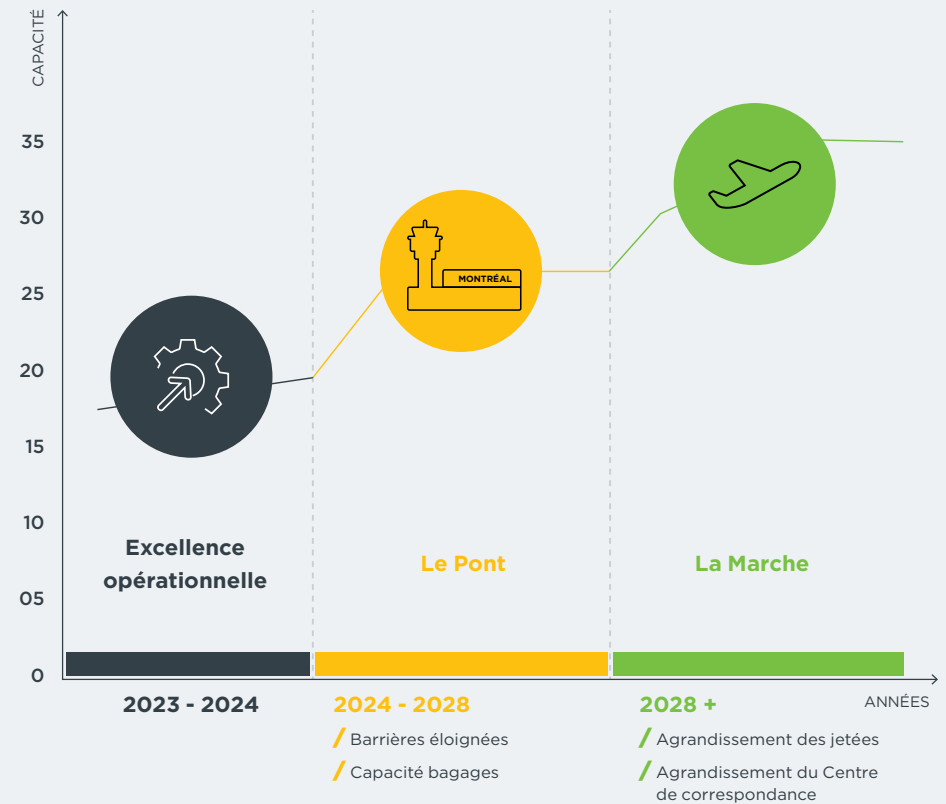 CAPACITÉ
35
30
25
20
15
10
05
0
MONTRÉAL
Excellence
opérationnelle
Le Pont
La Marche
2023 - 2024
2024 - 2028
/ Barrières éloignées
/ Capacité bagages
2028 +
/ Agrandissement des jetées
/ Agrandissement du Centre
de correspondance
ANNÉES